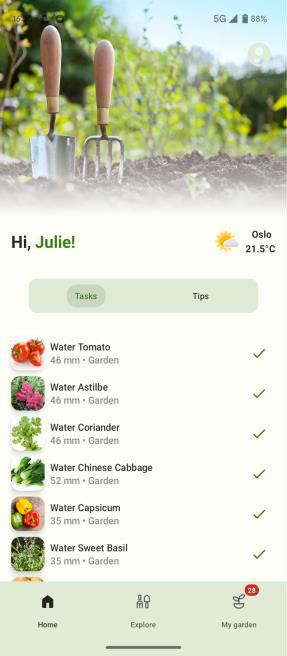 5G 88%
Hi, Julie!
Oslo
21.5°C
Tasks
Tips
Water Tomato
46 mm • Garden
Water Astilbe
46 mm • Garden
Water Coriander
46 mm • Garden
Water Chinese Cabbage
52 mm • Garden
Water Capsicum
35 mm • Garden
Water Sweet Basil
35 mm • Garden
28
Home
Explore
My garden